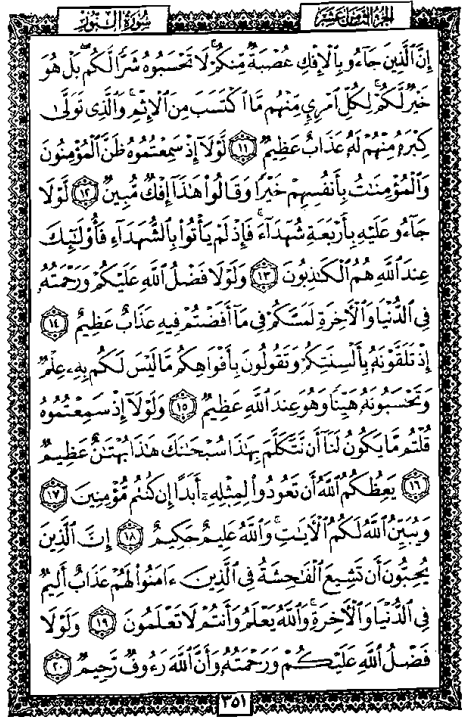 سُورَةُ النُّورِ الجزء الثامن عشر
إِنَّ الَّذِينَ جَاءُو بِالْإِفْكِ عُصْبَةٌ مِّنكُمْ لَا تَحْسَبُوهُ شَرًّا لَّكُم بَلْ هُوَ
خَيْرٌ لَّكُمْ لِكُلِّ امْرِئٍ مِّنْهُم مَّا اكْتَسَبَ مِنَ الْإِثْمِ وَالَّذِي تَوَلَّىٰ
كِبْرَهُ مِنْهُمْ لَهُ عَذَابٌ عَظِيمٌ ١١ لَّوْلَا إِذْ سَمِعْتُمُوهُ ظَنَّ الْمُؤْمِنُونَ
وَالْمُؤْمِنَاتُ بِأَنفُسِهِمْ خَيْرًا وَقَالُوا هَٰذَا إِفْكٌ مُّبِينٌ ١٢ لَّوْلَا
جَاءُو عَلَيْهِ بِأَرْبَعَةِ شُهَدَاءَ فَإِذْ لَمْ يَأْتُوا بِالشُّهَدَاءِ فَأُولَٰئِكَ
عِندَ اللَّهِ هُمُ الْكَاذِبُونَ ١٣ وَلَوْلَا فَضْلُ اللَّهِ عَلَيْكُمْ وَرَحْمَتُهُ
فِي الدُّنْيَا وَالْآخِرَةِ لَمَسَّكُمْ فِي مَا أَفَضْتُمْ فِيهِ عَذَابٌ عَظِيمٌ ١٤
إِذْ تَلَقَّوْنَهُ بِأَلْسِنَتِكُمْ وَتَقُولُونَ بِأَفْوَاهِكُم مَّا لَيْسَ لَكُم بِهِ عِلْمٌ
وَتَحْسَبُونَهُ هَيِّنًا وَهُوَ عِندَ اللَّهِ عَظِيمٌ ١٥ وَلَوْلَا إِذْ سَمِعْتُمُوهُ
قُلْتُم مَّا يَكُونُ لَنَا أَن نَّتَكَلَّمَ بِهَٰذَا سُبْحَانَكَ هَٰذَا بُهْتَانٌ عَظِيمٌ
١٦ يَعِظُكُمُ اللَّهُ أَن تَعُودُوا لِمِثْلِهِ أَبَدًا إِن كُنتُم مُّؤْمِنِينَ ١٧
وَيُبَيِّنُ اللَّهُ لَكُمُ الْآيَاتِ وَاللَّهُ عَلِيمٌ حَكِيمٌ ١٨ إِنَّ الَّذِينَ
يُحِبُّونَ أَن تَشِيعَ الْفَاحِشَةُ فِي الَّذِينَ ءَامَنُوا لَهُمْ عَذَابٌ أَلِيمٌ
فِي الدُّنْيَا وَالْآخِرَةِ وَاللَّهُ يَعْلَمُ وَأَنتُمْ لَا تَعْلَمُونَ ١٩ وَلَوْلَا
فَضْلُ اللَّهِ عَلَيْكُمْ وَرَحْمَتُهُ وَأَنَّ اللَّهَ رَءُوفٌ رَّحِيمٌ ٢٠
٣٥١